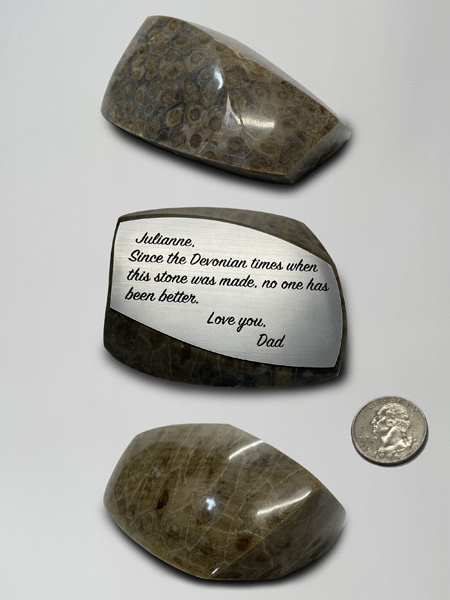 Julianne,
Since the Devonian times when
this stone was made, no one has
been better.
Love you,
Dad